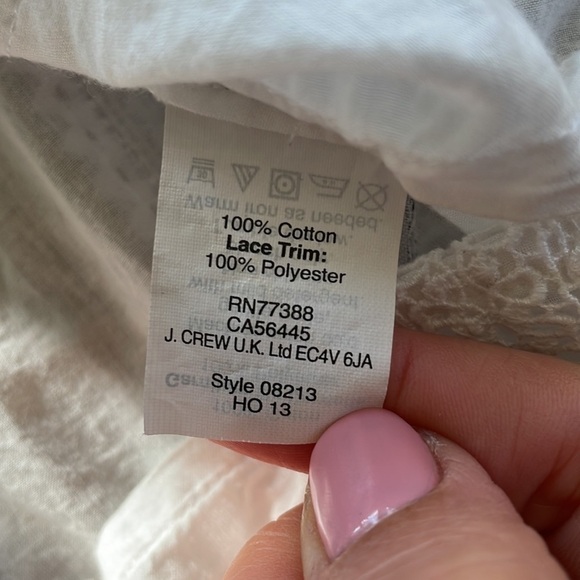 100% Cotton
Lace Trim:
100% Polyester
RN77388
CA56445
J. CREW U.K. Ltd EC4V 6JA
Style 08213
HO 13